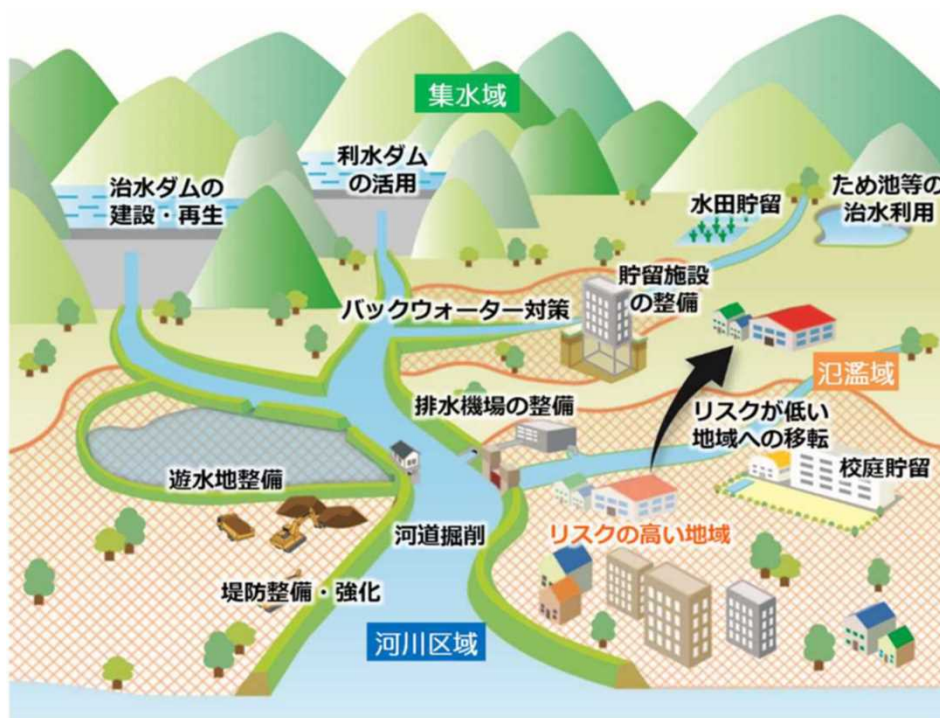 集水域
利水ダム
の活用
治水ダムの
建設・再生
水田貯留
ため池等の
治水利用
貯留施設
の整備
バックウォーター対策
氾濫域
排水機場の整備
リスクが低い
地域への移転
校庭貯留
遊水地整備
河道掘削
リスクの高い地域
堤防整備・強化
河川区域